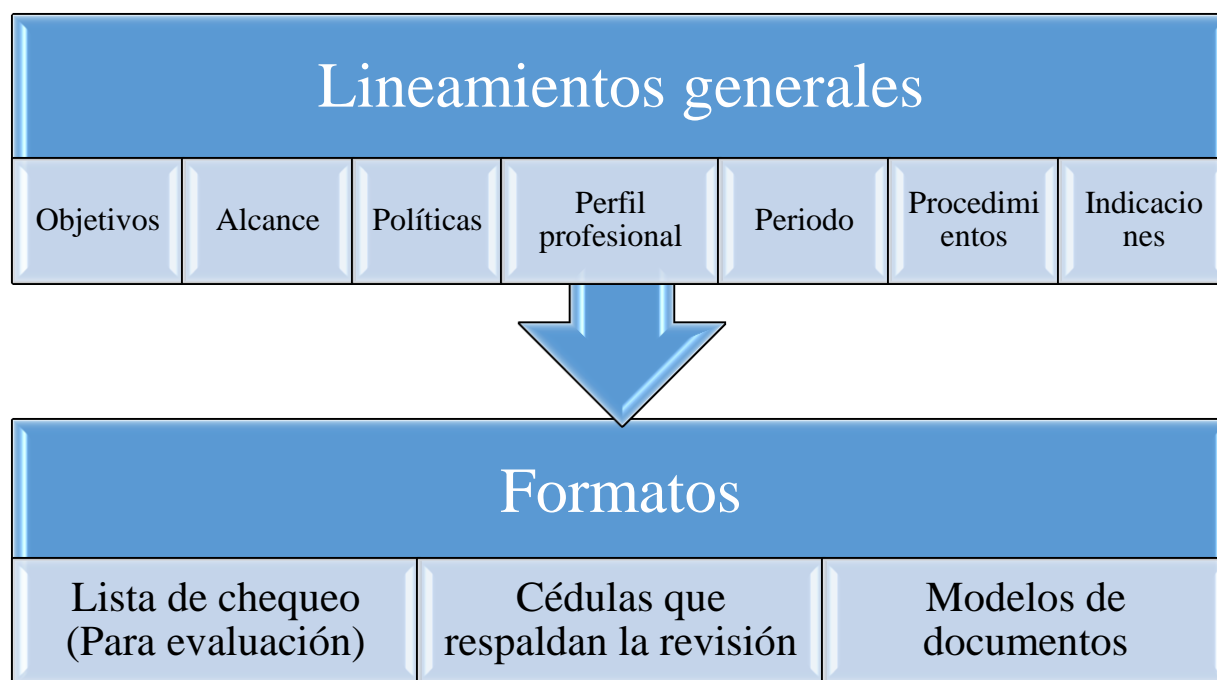 Lineamientos generales
Objetivos
Alcance
Políticas
Perfil
profesional
Periodo
Procedimi
entos
Indicacio
nes
Formatos
Lista de chequeo
(Para evaluación)
Cédulas que
respaldan la revisión
Modelos de
documentos